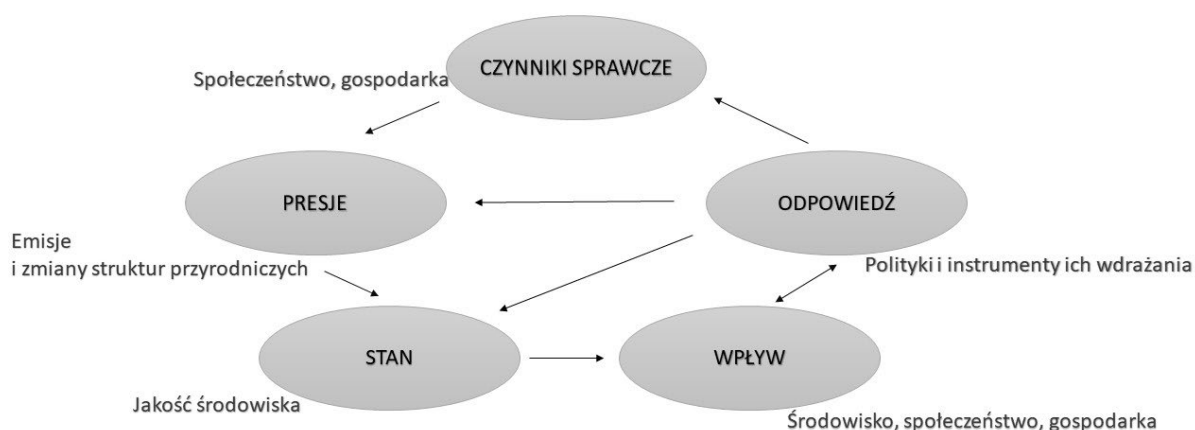 CZYNNIKI SPRAWCZE
Społeczeństwo, gospodarka
PRESJE
ODPOWIEDŹ
Emisje
i zmiany struktur przyrodniczych
Polityki i instrumenty ich wdrażania
STAN
WPŁYW
Jakość środowiska
Środowisko, społeczeństwo, gospodarka